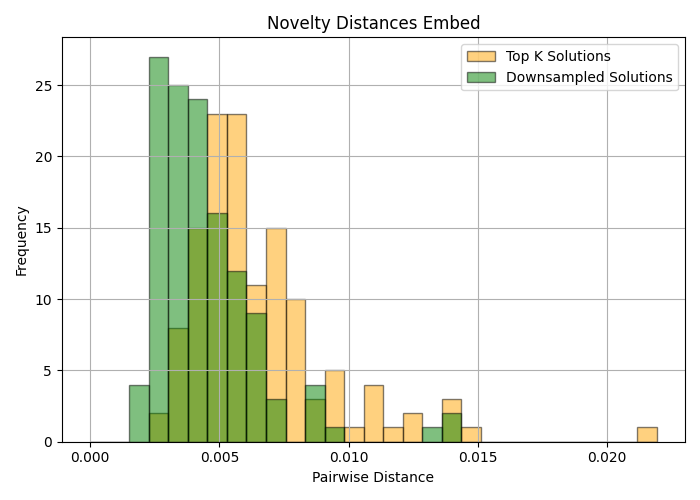 Novelty Distances Embed
Top K Solutions
Downsampled Solutions
Frequency
25
20
15
10
5
0
0.000
0.005
0.010
0.015
0.020
Pairwise Distance